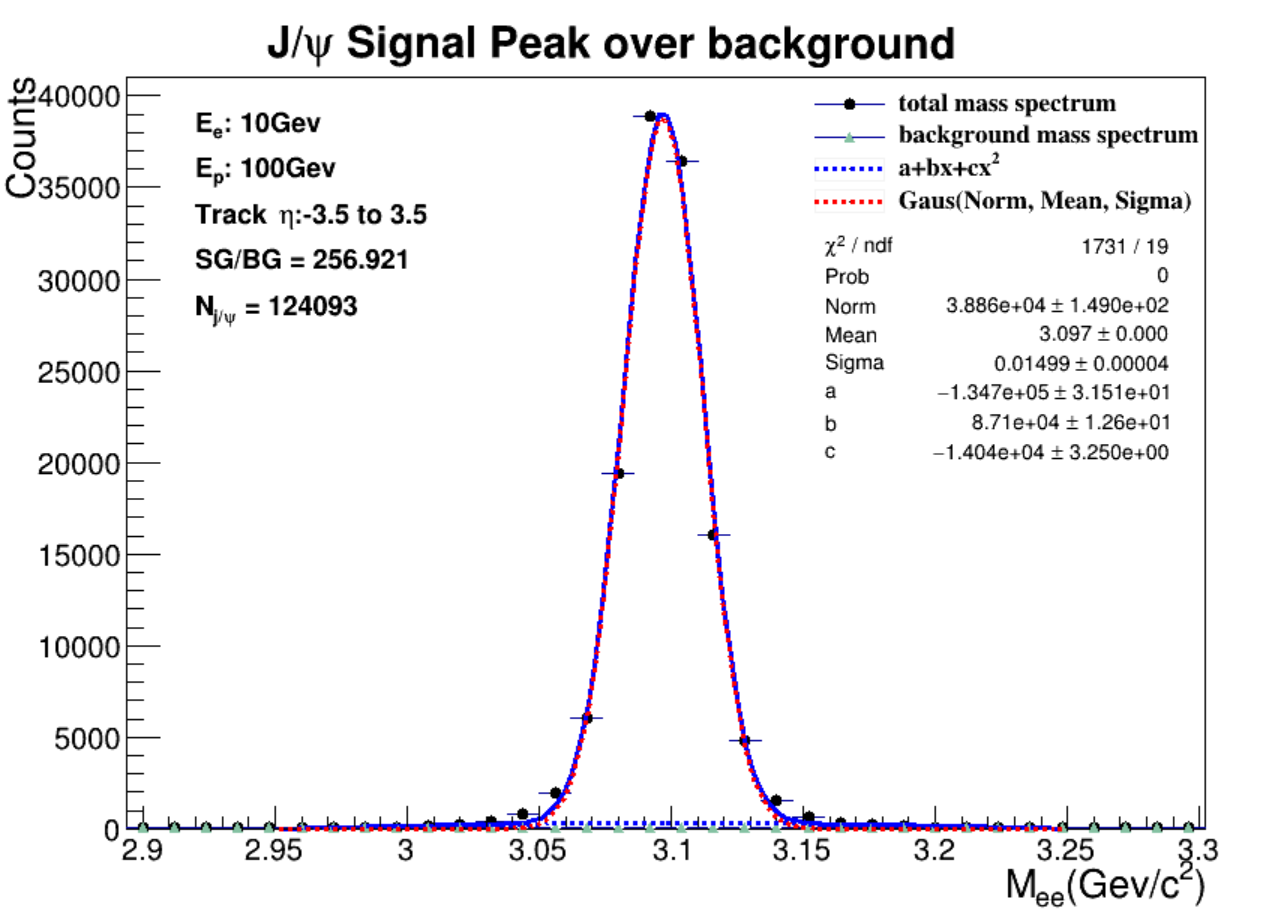 J/ψ Signal Peak over background
Counts
40000
35000
30000
25000
20000
15000
10000
5000
0
E_e: 10Gev
E_p: 100Gev
Track η:-3.5 to 3.5
SG/BG = 256.921
N_j/ψ = 124093
total mass spectrum
background mass spectrum
a+bx+cx²
Gaus(Norm, Mean, Sigma)
χ² / ndf 1731 / 19
Prob 0
Norm 3.886e+04 ± 1.490e+02
Mean 3.097 ± 0.000
Sigma 0.01499 ± 0.00004
a −1.347e+05 ± 3.151e+01
b 8.71e+04 ± 1.26e+01
c −1.404e+04 ± 3.250e+00
2.9 2.95 3 3.05 3.1 3.15 3.2 3.25 3.3
M_ee(Gev/c²)